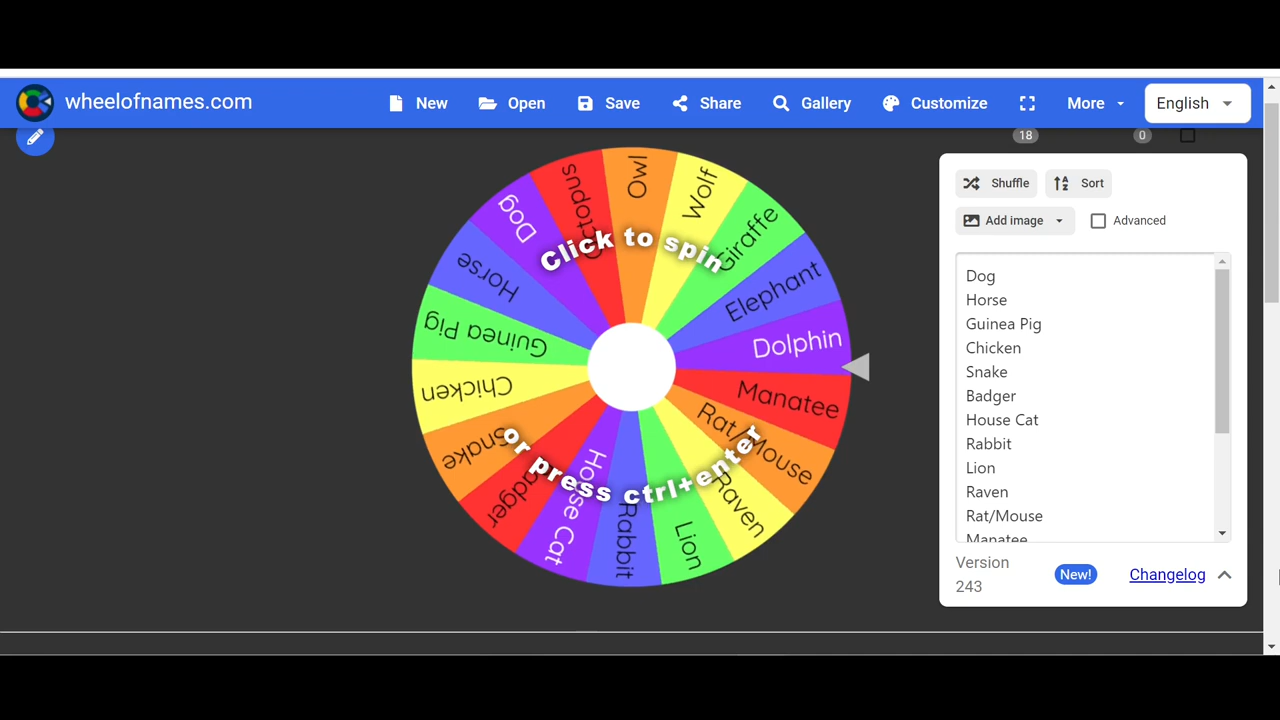 wheelofnames.com
New
Open
Save
Share
Gallery
Customize
More
English
18
0
Shuffle
Sort
Add image
Advanced
Dog
Horse
Guinea Pig
Chicken
Snake
Badger
House Cat
Rabbit
Lion
Raven
Rat/Mouse
Manatee
Version
243
New!
Changelog
Click to spin
or press ctrl+enter
Owl
Wolf
Giraffe
Elephant
Dolphin
Manatee
Rat/Mouse
Raven
Lion
Rabbit
House Cat
Badger
Snake
Chicken
Guinea Pig
Horse
Dog
Octopus